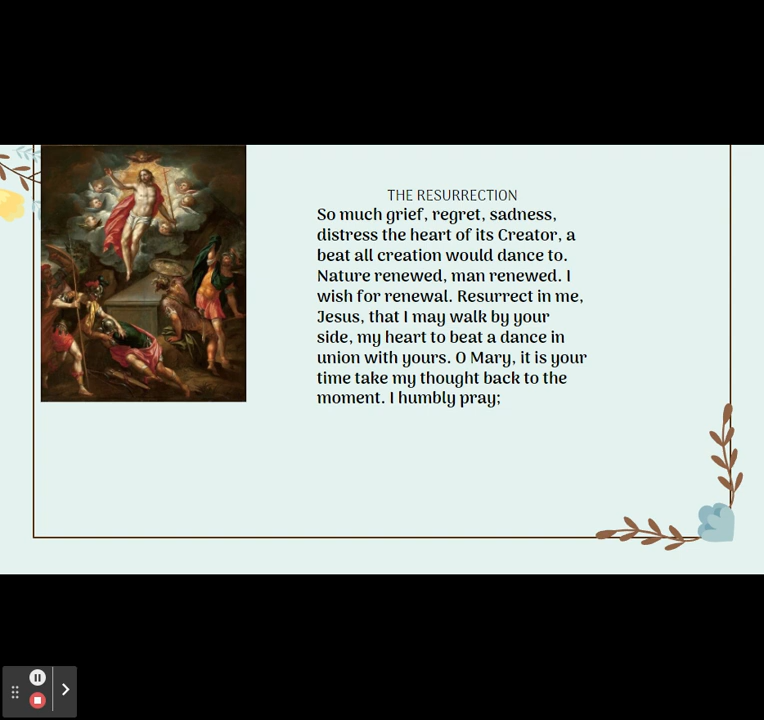 THE RESURRECTION
So much grief, regret, sadness,
distress the heart of its Creator, a
beat all creation would dance to.
Nature renewed, man renewed. I
wish for renewal. Resurrect in me,
Jesus, that I may walk by your
side, my heart to beat a dance in
union with yours. O Mary, it is your
time take my thought back to the
moment. I humbly pray;